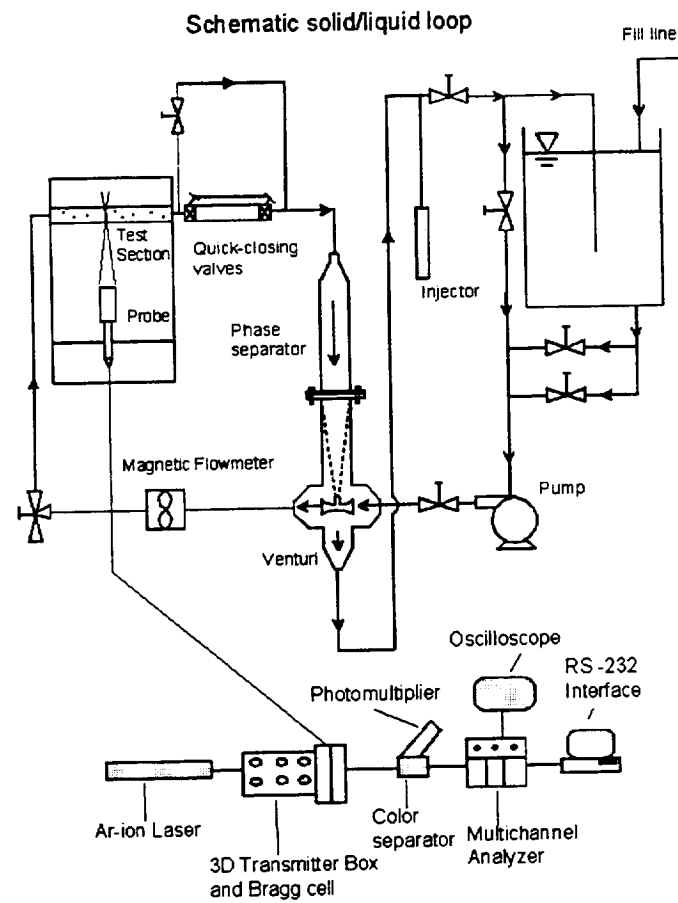 Schematic solid/liquid loop
Fill line
Test
Section
Quick-closing
valves
Injector
Probe
Phase
separator
Magnetic Flowmeter
Pump
Venturi
Oscilloscope
RS-232
Interface
Photomultiplier
Ar-ion Laser
Color
separator
Multichannel
Analyzer
3D Transmitter Box
and Bragg cell